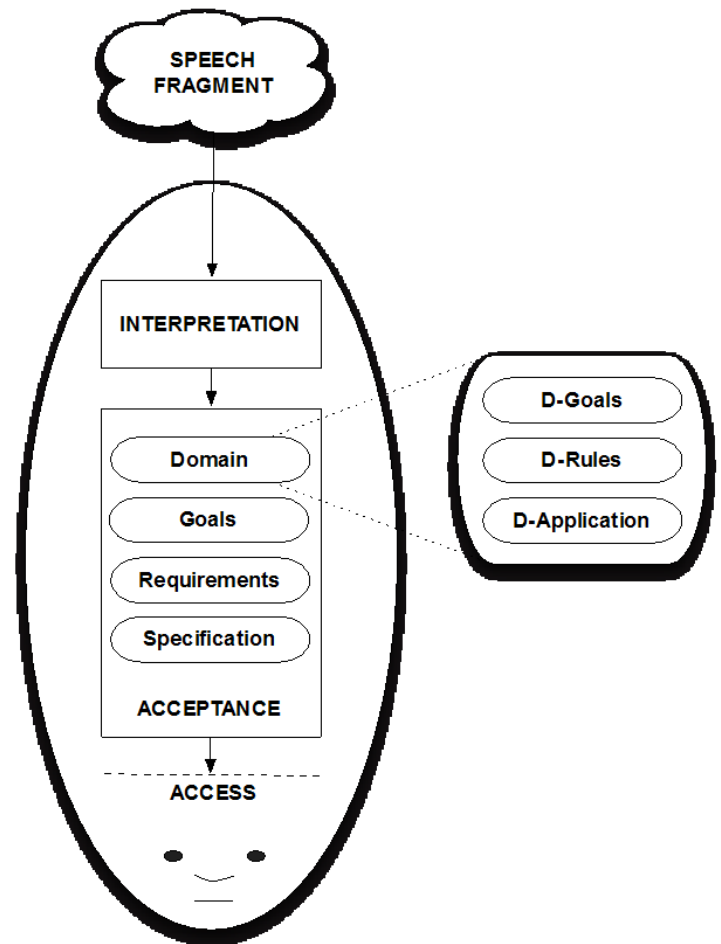 SPEECH
FRAGMENT
INTERPRETATION
Domain
Goals
Requirements
Specification
ACCEPTANCE
ACCESS
D-Goals
D-Rules
D-Application